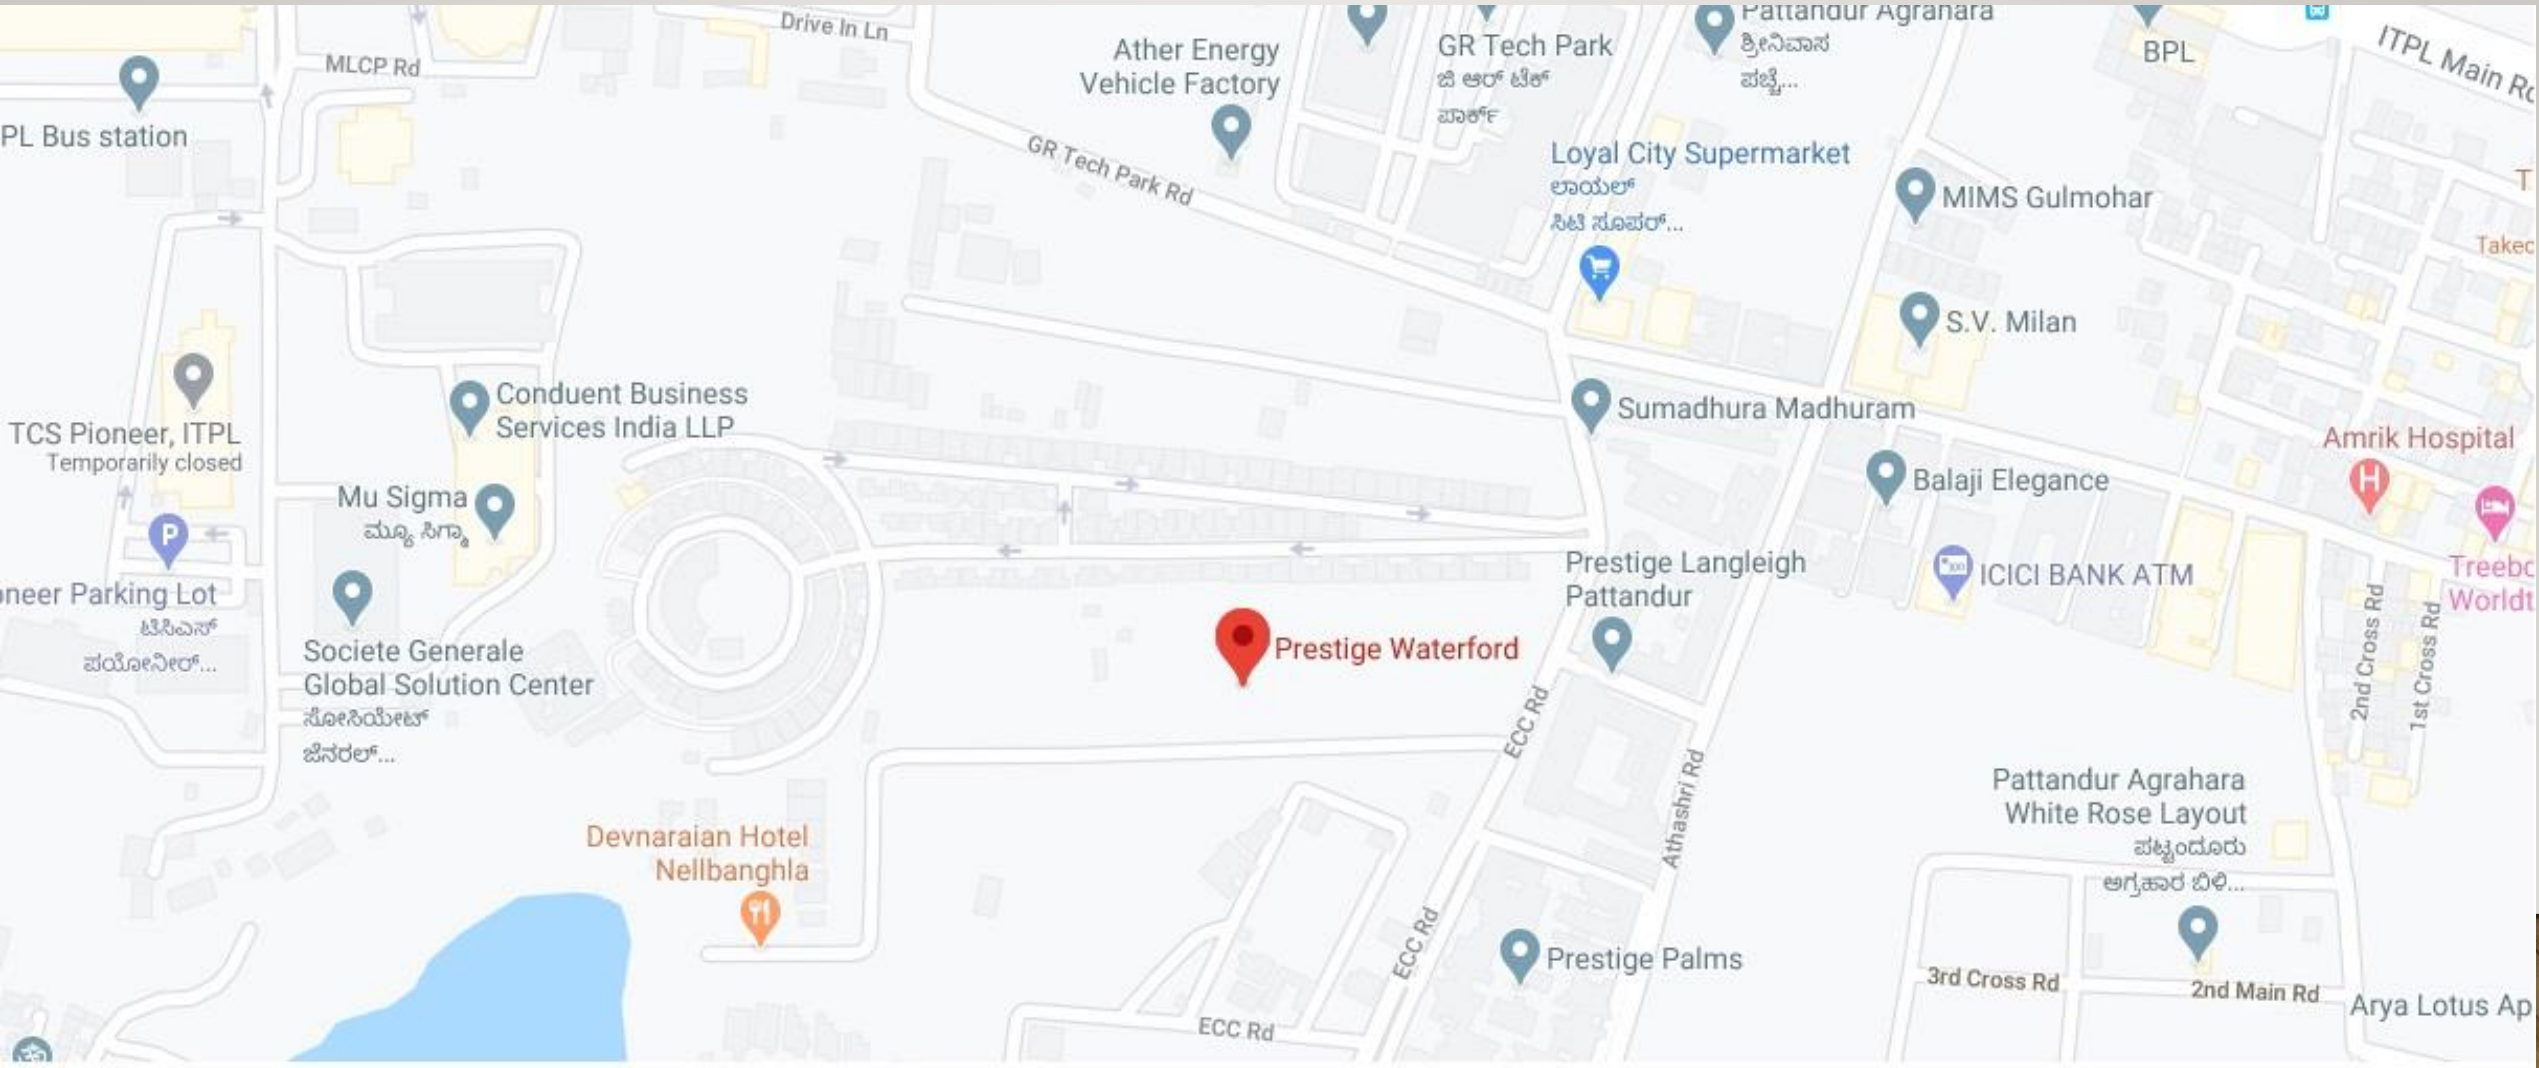 Drive In Ln
MLCP Rd
PL Bus station
Ather Energy
Vehicle Factory
GR Tech Park
ಜಿ ಆರ್ ಟೆಕ್
ಪಾರ್ಕ್
Pattandur Agrahara
ಶ್ರೀನಿವಾಸ
ಪಚ್ಚೆ...
BPL
ITPL Main Ro
GR Tech Park Rd
Loyal City Supermarket
ಲಾಯಲ್
ಸಿಟಿ ಸೂಪರ್...
MIMS Gulmohar
T
Takeo
S.V. Milan
Conduent Business
Services India LLP
TCS Pioneer, ITPL
Temporarily closed
Sumadhura Madhuram
Amrik Hospital
H
Mu Sigma
ಮ್ಯೂ ಸಿಗ್ಮಾ
Balaji Elegance
P
oneer Parking Lot
ಟಿಸಿಎಸ್
ಪಯೋನೀರ್...
Prestige Langleigh
Pattandur
ICICI BANK ATM
Treebo
Worldt
Societe Generale
Global Solution Center
ಸೋಸಿಯೇಟ್
ಜೆನರಲ್...
Prestige Waterford
ECC Rd
2nd Cross Rd
1st Cross Rd
Athashri Rd
Pattandur Agrahara
White Rose Layout
ಪಟ್ಟಂದೂರು
ಅಗ್ರಹಾರ ಬಿಳಿ...
Devnaraian Hotel
Nellbanghla
ECC Rd
Prestige Palms
3rd Cross Rd
2nd Main Rd
Arya Lotus Ap
ECC Rd